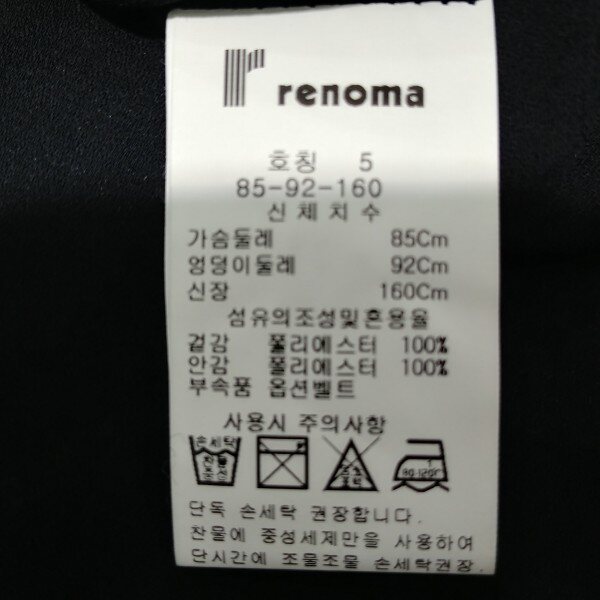 renoma
호칭 5
85-92-160
신체치수
가슴둘레 85Cm
엉덩이둘레 92Cm
신장 160Cm
섬유의조성및혼용율
겉감 폴리에스터 100%
안감 폴리에스터 100%
부속품 옵션벨트
사용시 주의사항
손세탁
80-120℃
단독 손세탁 권장합니다.
찬물에 중성세제만을 사용하여
단시간에 조물조물 손세탁권장.